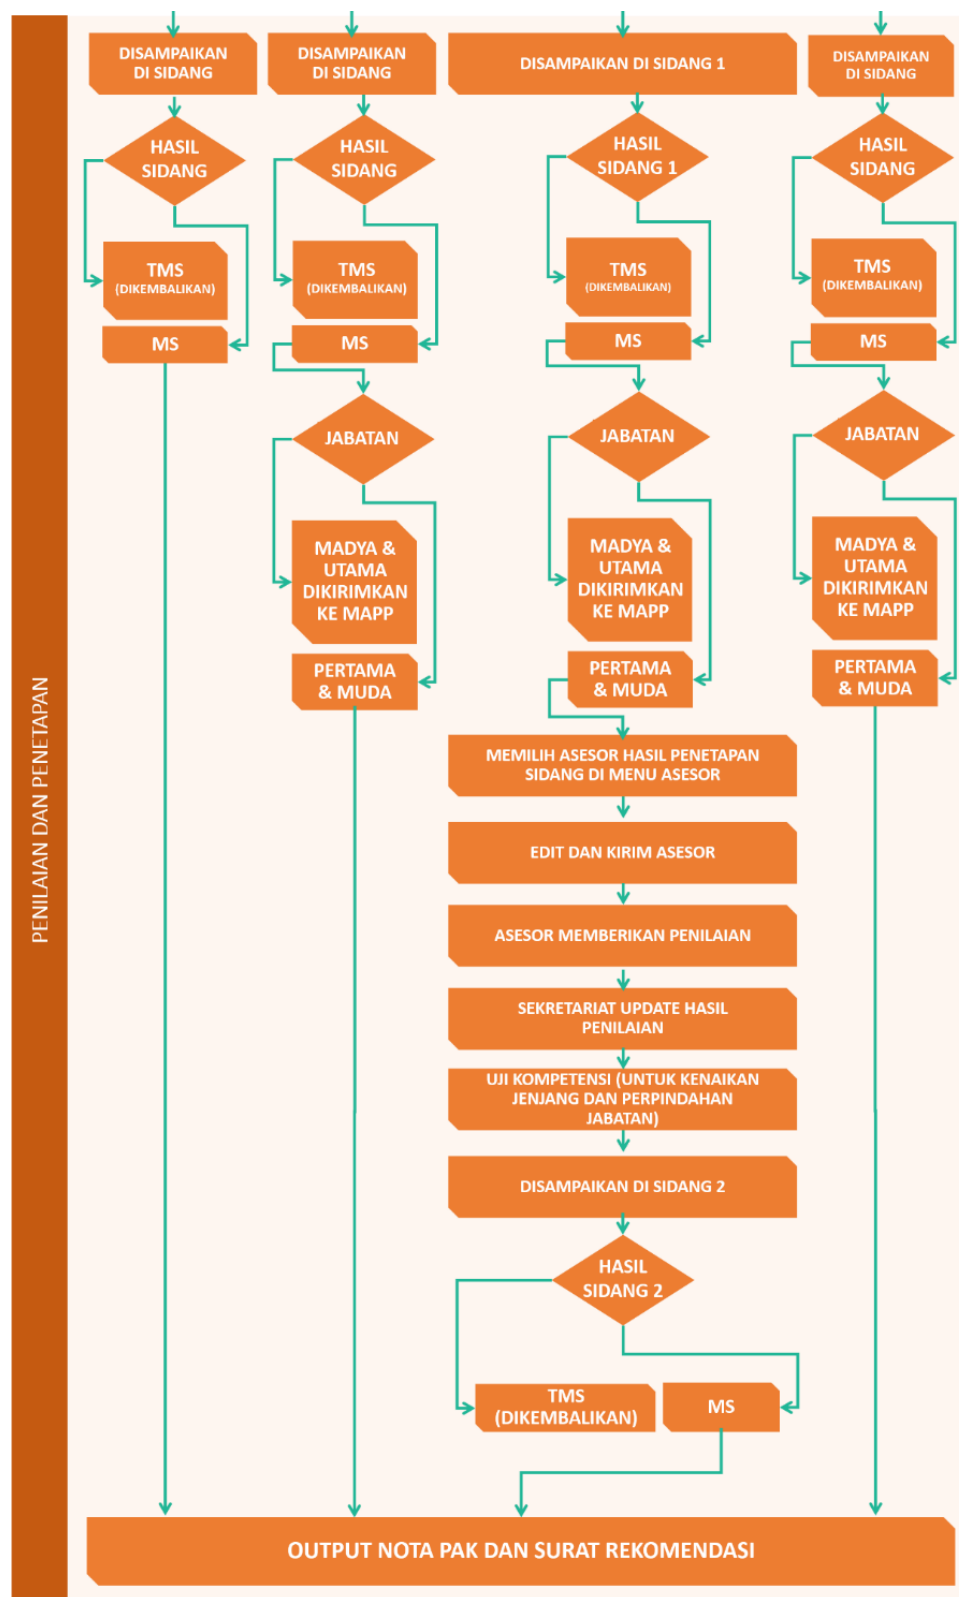 PENILAIAN DAN PENETAPAN
DISAMPAIKAN
DI SIDANG
HASIL
SIDANG
TMS
(DIKEMBALIKAN)
MS
DISAMPAIKAN
DI SIDANG
HASIL
SIDANG
TMS
(DIKEMBALIKAN)
MS
JABATAN
MADYA &
UTAMA
DIKIRIMKAN
KE MAPP
PERTAMA
& MUDA
DISAMPAIKAN DI SIDANG 1
HASIL
SIDANG 1
TMS
(DIKEMBALIKAN)
MS
JABATAN
MADYA &
UTAMA
DIKIRIMKAN
KE MAPP
PERTAMA
& MUDA
MEMILIH ASESOR HASIL PENETAPAN
SIDANG DI MENU ASESOR
EDIT DAN KIRIM ASESOR
ASESOR MEMBERIKAN PENILAIAN
SEKRETARIAT UPDATE HASIL
PENILAIAN
UJI KOMPETENSI (UNTUK KENAIKAN
JENJANG DAN PERPINDAHAN
JABATAN)
DISAMPAIKAN DI SIDANG 2
HASIL
SIDANG 2
TMS
(DIKEMBALIKAN)
MS
DISAMPAIKAN
DI SIDANG
HASIL
SIDANG
TMS
(DIKEMBALIKAN)
MS
JABATAN
MADYA &
UTAMA
DIKIRIMKAN
KE MAPP
PERTAMA
& MUDA
OUTPUT NOTA PAK DAN SURAT REKOMENDASI